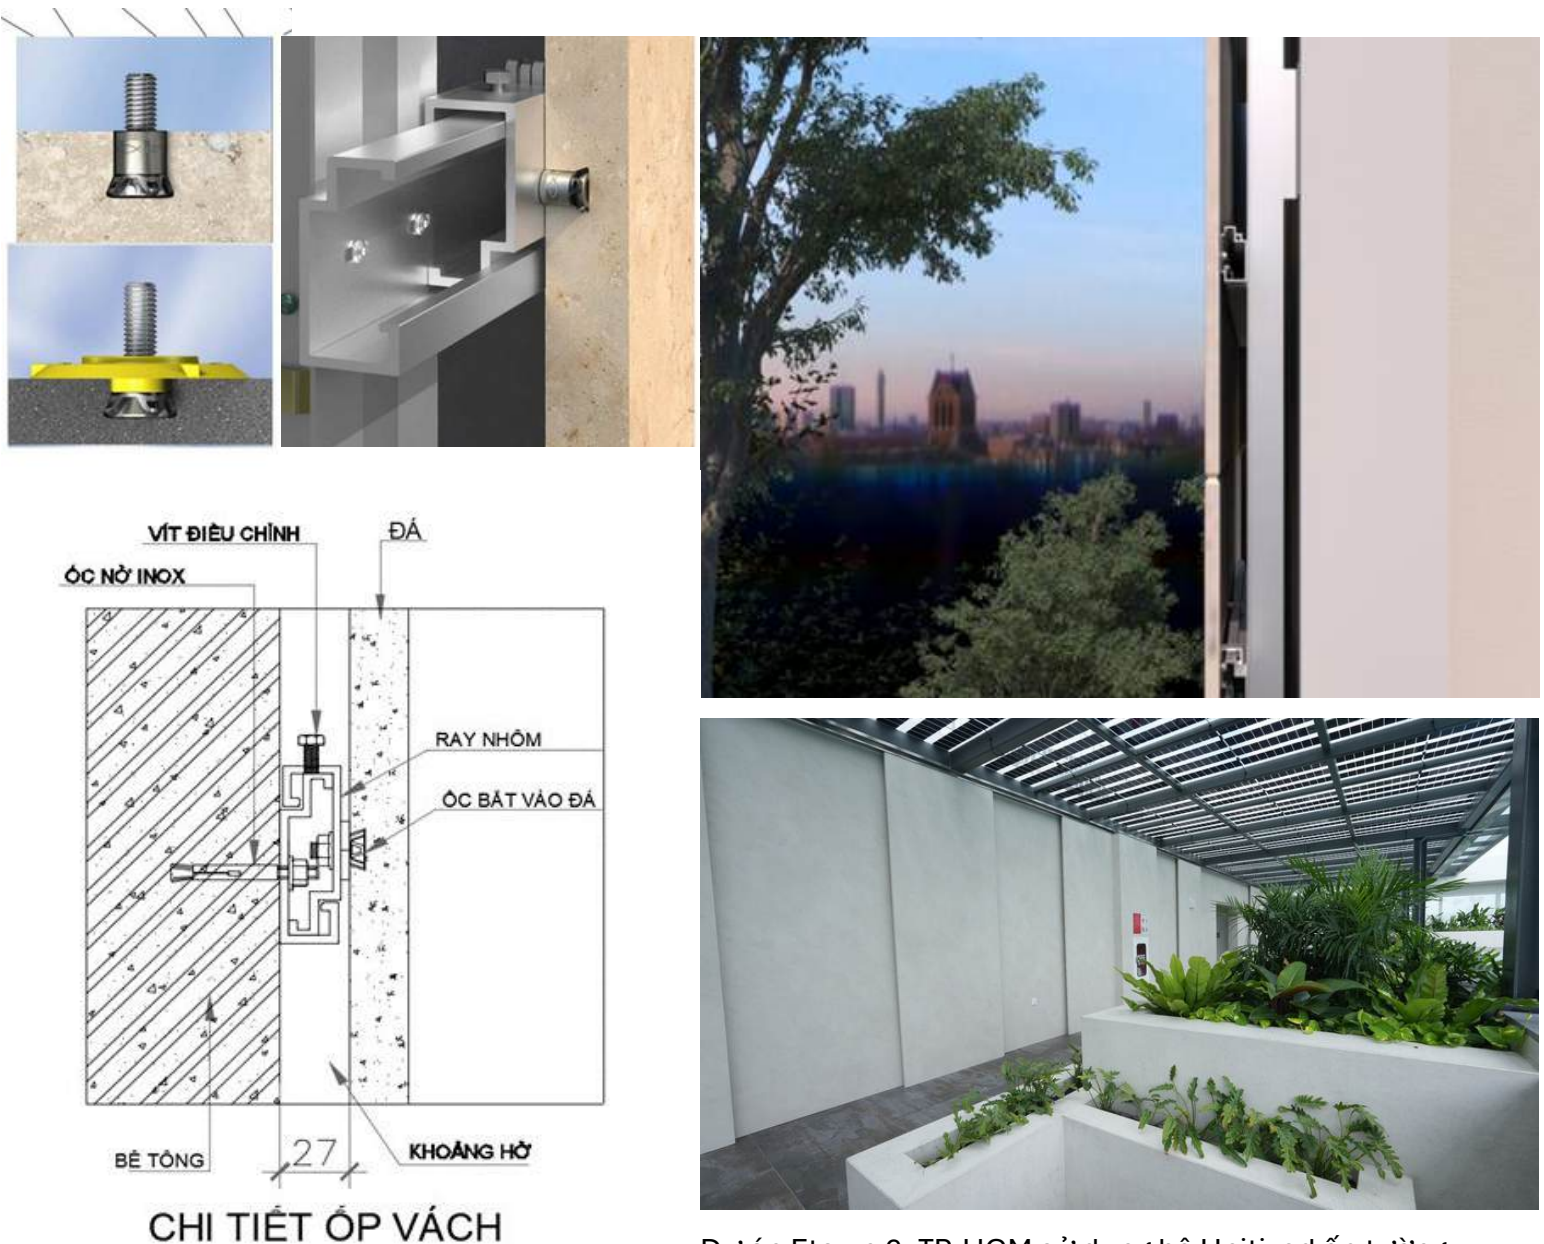 VÍT ĐIỀU CHỈNH
ĐÁ
ỐC NỞ INOX
RAY NHÔM
ỐC BẮT VÀO ĐÁ
BÊ TÔNG
27
KHOẢNG HỞ
CHI TIẾT ỐP VÁCH